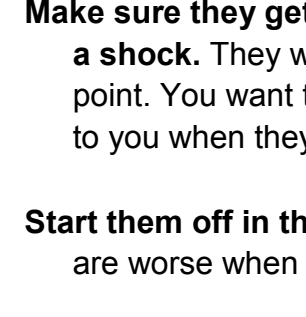 Make sure they get
a shock. They w
point. You want t
to you when they
Start them off in th
are worse when